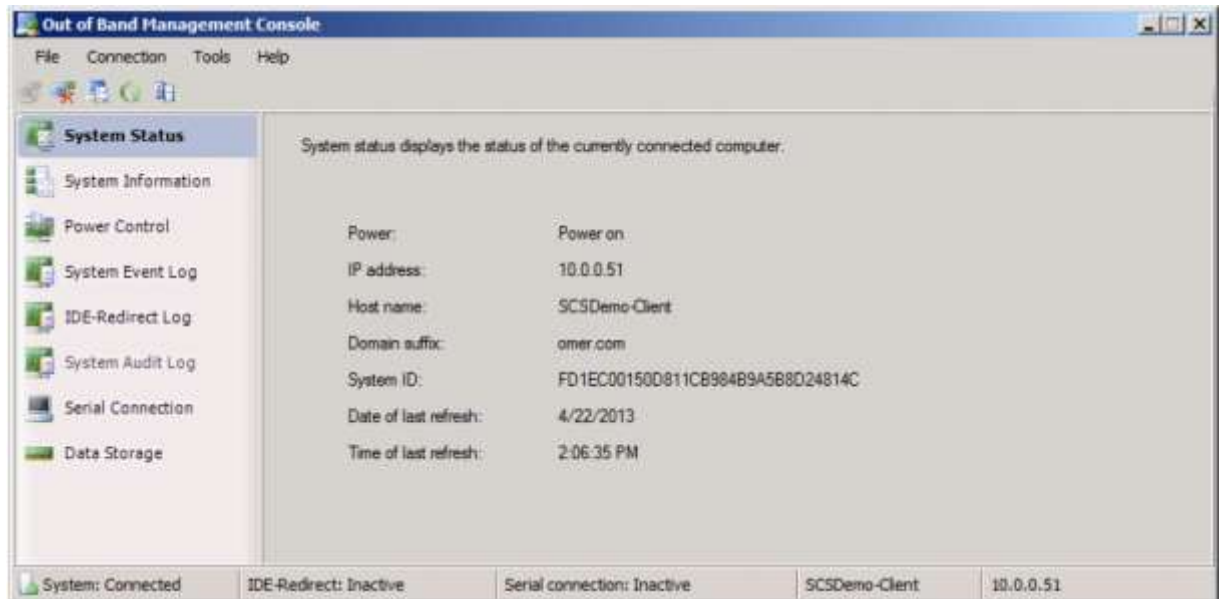 Out of Band Management Console
File Connection Tools Help
System Status
System Information
Power Control
System Event Log
IDE-Redirect Log
System Audit Log
Serial Connection
Data Storage
System status displays the status of the currently connected computer.
Power: Power on
IP address: 10.0.0.51
Host name: SCSDemo-Client
Domain suffix: omer.com
System ID: FD1EC00150D811CB984B9A5B8D24814C
Date of last refresh: 4/22/2013
Time of last refresh: 2:06:35 PM
System: Connected IDE-Redirect: Inactive Serial connection: Inactive SCSDemo-Client 10.0.0.51